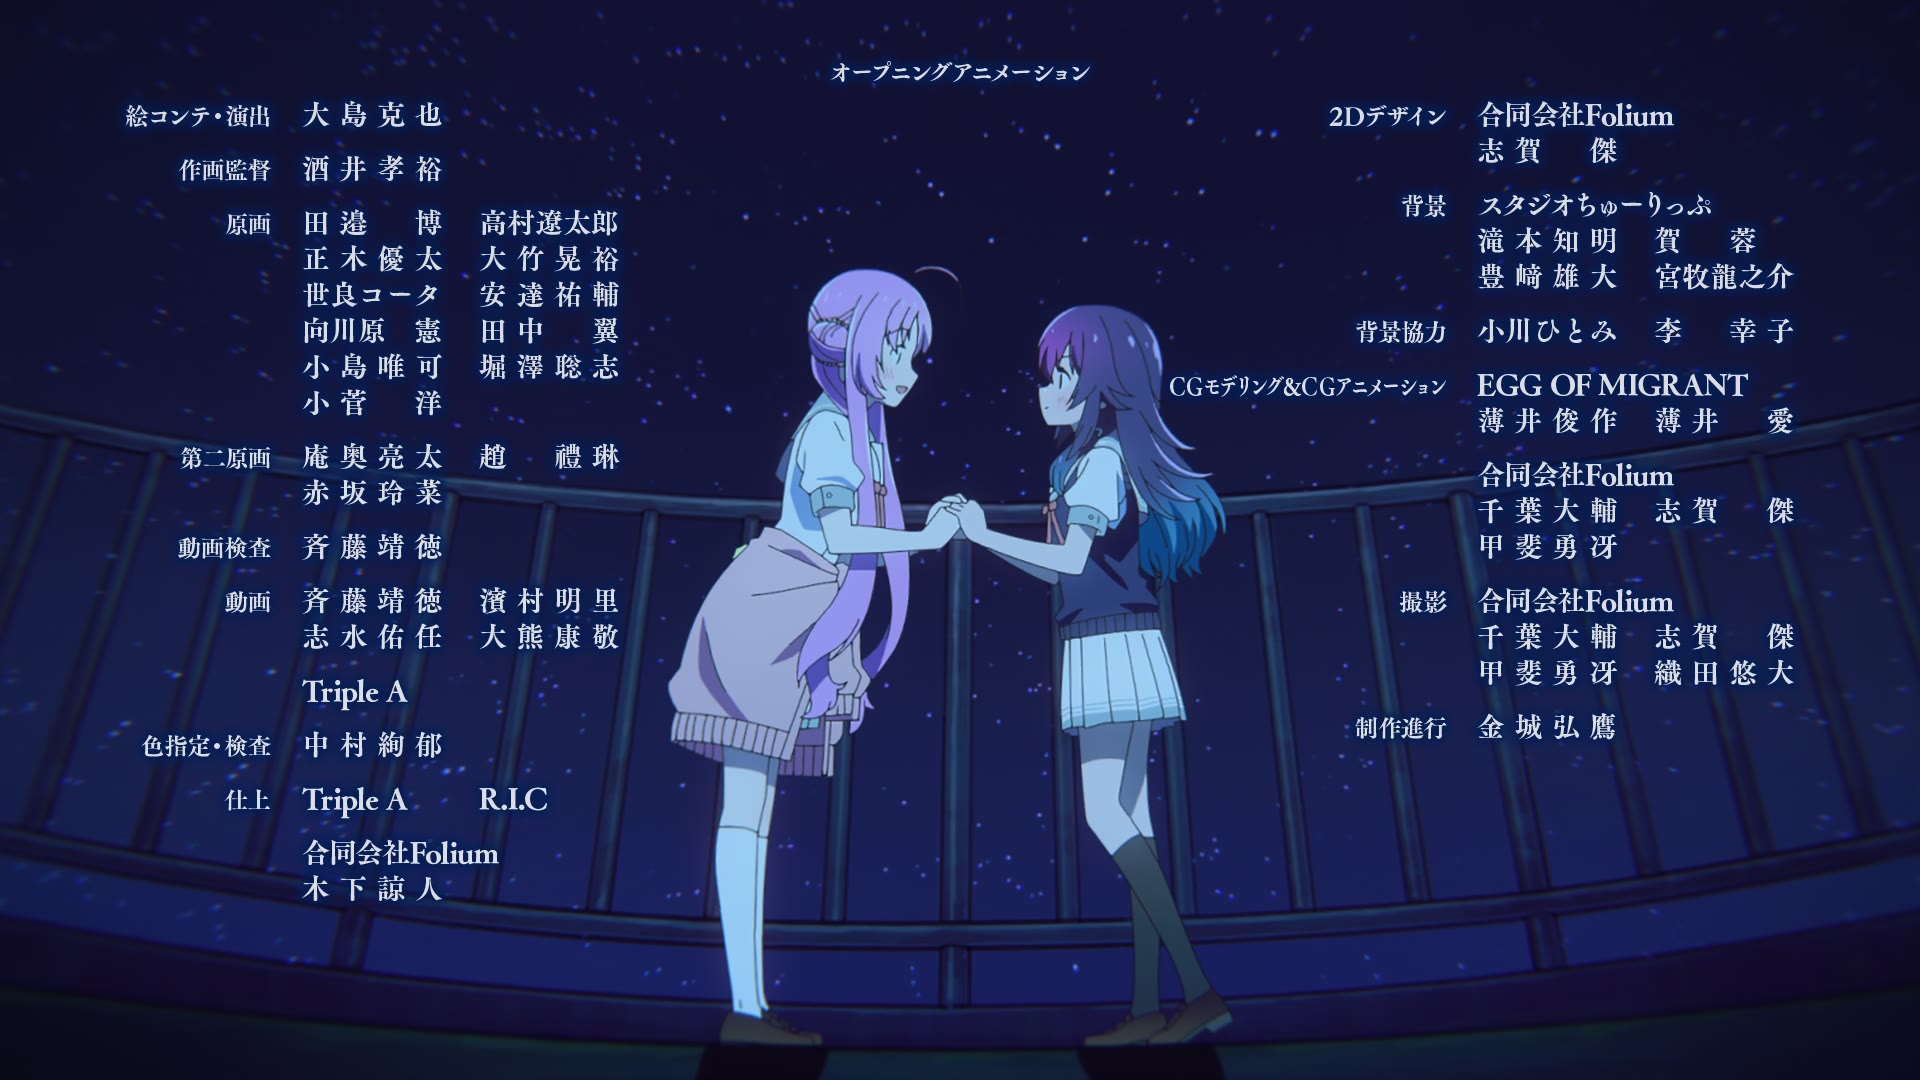 オープニングアニメーション
絵コンテ・演出 大島克也
作画監督 酒井孝裕
原画 田邉 博 高村遼太郎
正木優太 大竹晃裕
世良コータ 安達祐輔
向川原 憲 田中 翼
小島唯可 堀澤聡志
小菅 洋
第二原画 庵奥亮太 趙 禮琳
赤坂玲菜
動画検査 斉藤靖徳
動画 斉藤靖徳 濱村明里
志水佑任 大熊康敬
Triple A
色指定・検査 中村絢郁
仕上 Triple A R.I.C
合同会社Folium
木下諒人
2Dデザイン 合同会社Folium
志賀 傑
背景 スタジオちゅーりっぷ
滝本知明 賀 蓉
豊﨑雄大 宮牧龍之介
背景協力 小川ひとみ 李 幸子
CGモデリング&CGアニメーション EGG OF MIGRANT
薄井俊作 薄井 愛
合同会社Folium
千葉大輔 志賀 傑
甲斐勇冴
撮影 合同会社Folium
千葉大輔 志賀 傑
甲斐勇冴 織田悠大
制作進行 金城弘鷹